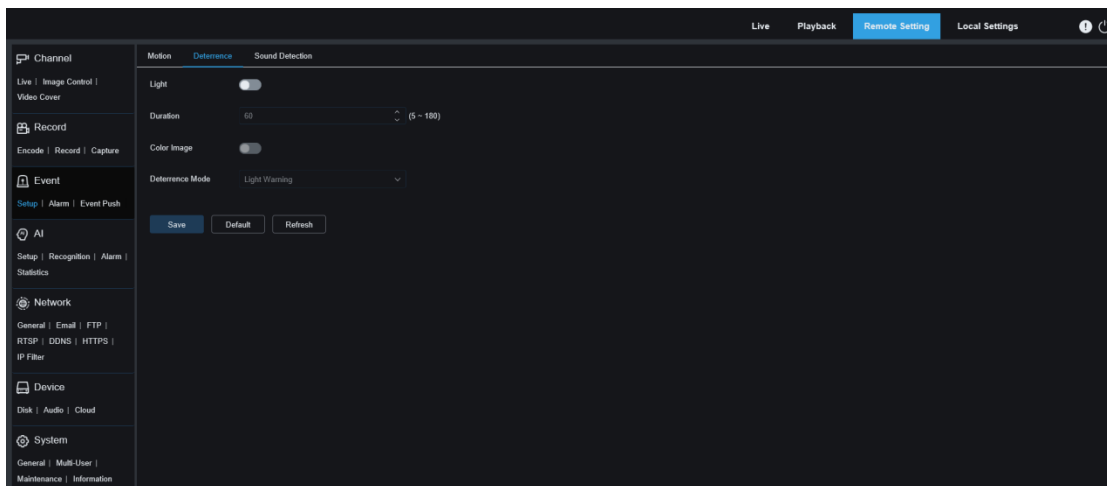 Live Playback Remote Setting Local Settings
Channel
Live | Image Control |
Video Cover
Record
Encode | Record | Capture
Event
Setup | Alarm | Event Push
AI
Setup | Recognition | Alarm |
Statistics
Network
General | Email | FTP |
RTSP | DDNS | HTTPS |
IP Filter
Device
Disk | Audio | Cloud
System
General | Multi-User |
Maintenance | Information
Motion Deterrence Sound Detection
Light
Duration 60 (5 ~ 180)
Color Image
Deterrence Mode Light Warning
Save Default Refresh